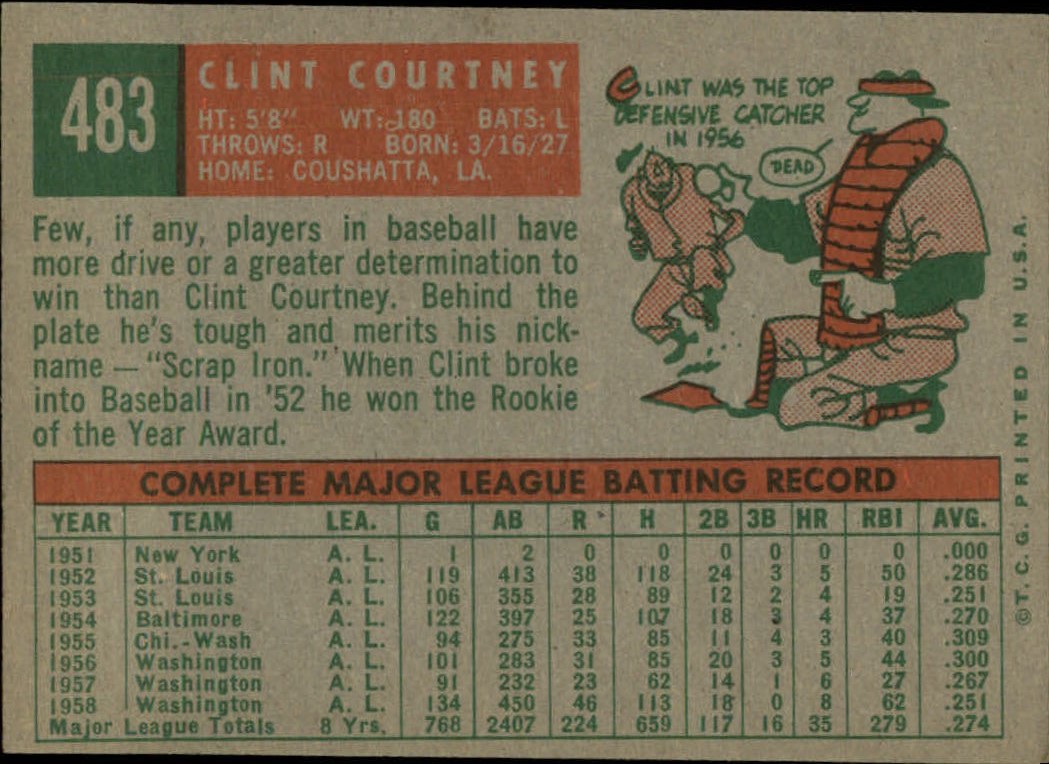 483
CLINT COURTNEY
HT: 5'8" WT: 180 BATS: L
THROWS: R BORN: 3/16/27
HOME: COUSHATTA, LA.
CLINT WAS THE TOP
DEFENSIVE CATCHER
IN 1956
DEAD
Few, if any, players in baseball have
more drive or a greater determination to
win than Clint Courtney. Behind the
plate he's tough and merits his nick-
name — "Scrap Iron." When Clint broke
into Baseball in '52 he won the Rookie
of the Year Award.
COMPLETE MAJOR LEAGUE BATTING RECORD
YEAR TEAM LEA. G AB R H 2B 3B HR RBI AVG.
1951 New York A. L. 1 2 0 0 0 0 0 0 .000
1952 St. Louis A. L. 119 413 38 118 24 3 5 50 .286
1953 St. Louis A. L. 106 355 28 89 12 2 4 19 .251
1954 Baltimore A. L. 122 397 25 107 18 3 4 37 .270
1955 Chi.-Wash A. L. 94 275 33 85 11 4 3 40 .309
1956 Washington A. L. 101 283 31 85 20 3 5 44 .300
1957 Washington A. L. 91 232 23 62 14 1 6 27 .267
1958 Washington A. L. 134 450 46 113 18 0 8 62 .251
Major League Totals 8 Yrs. 768 2407 224 659 117 16 35 279 .274
©T. C. G. PRINTED IN U.S.A.